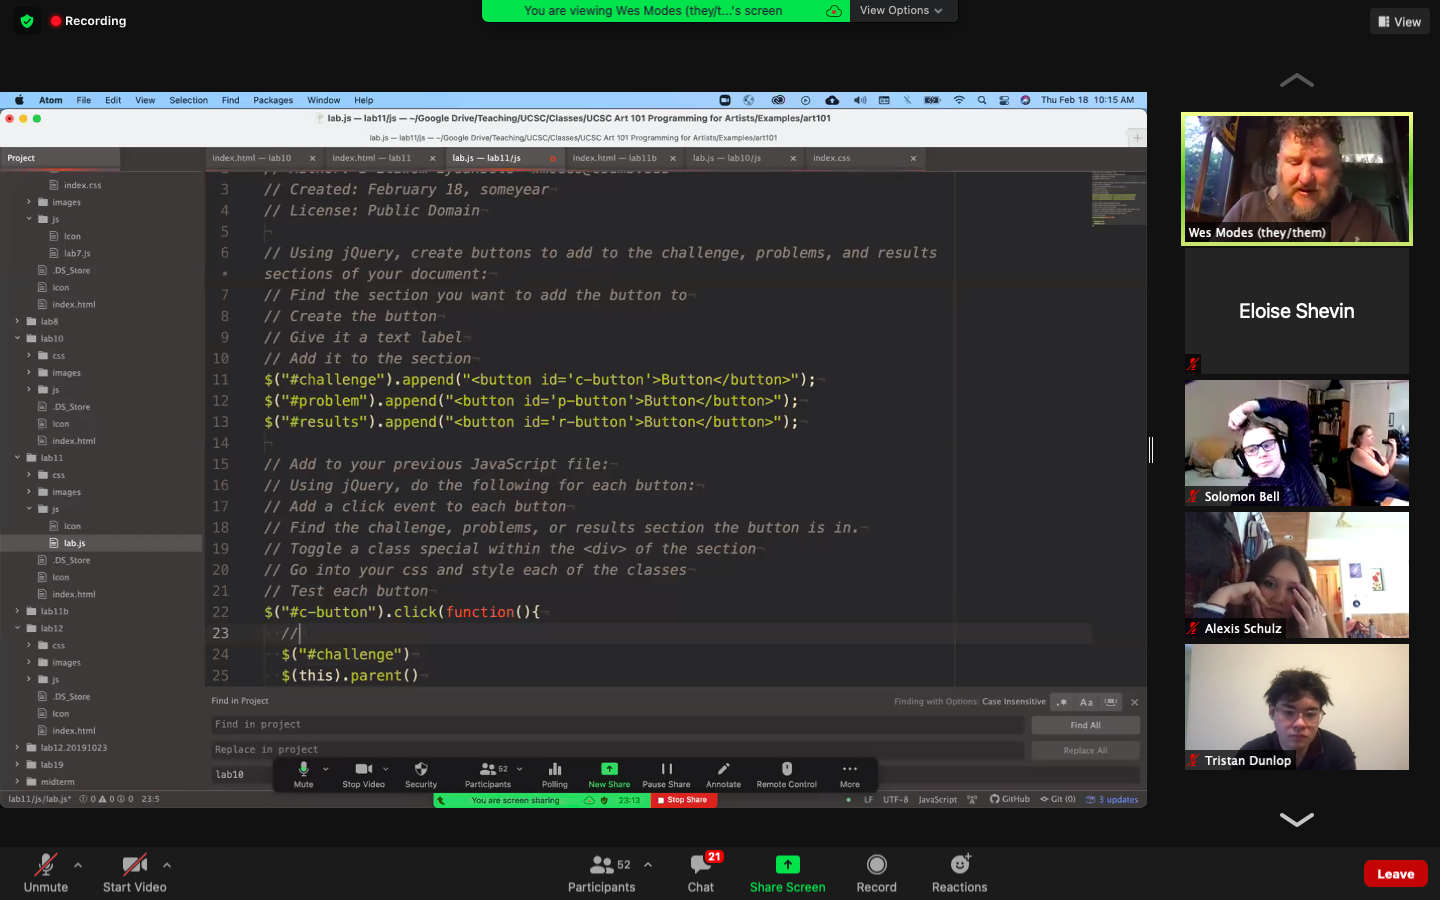 Recording
You are viewing Wes Modes (they/t...'s screen
View Options
View
Atom File Edit View Selection Find Packages Window Help
Thu Feb 18 10:15 AM
lab.js — lab11/js — ~/Google Drive/Teaching/UCSC/Classes/UCSC Art 101 Programming for Artists/Examples/art101
lab.js — lab11/js — ~/Google Drive/Teaching/UCSC/Classes/UCSC Art 101 Programming for Artists/Examples/art101
Project
index.html — lab10
index.html — lab11
lab.js — lab11/js
index.html — lab11b
lab.js — lab10/js
index.css
index.css
images
js
Icon
lab7.js
.DS_Store
Icon
index.html
lab8
lab10
css
images
js
.DS_Store
Icon
index.html
lab11
css
images
js
Icon
lab.js
.DS_Store
Icon
index.html
lab11b
lab12
css
images
js
.DS_Store
Icon
index.html
lab12.20191023
lab19
midterm
3 // Created: February 18, someyear
4 // License: Public Domain
5
6 // Using jQuery, create buttons to add to the challenge, problems, and results
sections of your document:
7 // Find the section you want to add the button to
8 // Create the button
9 // Give it a text label
10 // Add it to the section
11 $("#challenge").append("<button id='c-button'>Button</button>");
12 $("#problem").append("<button id='p-button'>Button</button>");
13 $("#results").append("<button id='r-button'>Button</button>");
14
15 // Add to your previous JavaScript file:
16 // Using jQuery, do the following for each button:
17 // Add a click event to each button
18 // Find the challenge, problems, or results section the button is in.
19 // Toggle a class special within the <div> of the section
20 // Go into your css and style each of the classes
21 // Test each button
22 $("#c-button").click(function(){
23 //
24 $("#challenge")
25 $(this).parent()
Find in Project
Finding with Options: Case Insensitive
.* Aa
Find in project
Find All
Replace in project
Replace All
lab10
Mute
Stop Video
Security
52
Participants
Polling
New Share
Pause Share
Annotate
Remote Control
More
lab11/js/lab.js* 0 0 0 23:5
You are screen sharing
23:13
Stop Share
LF UTF-8 JavaScript GitHub Git (0) 3 updates
Wes Modes (they/them)
Eloise Shevin
Solomon Bell
Alexis Schulz
Tristan Dunlop
Unmute
Start Video
52
Participants
21
Chat
Share Screen
Record
Reactions
Leave